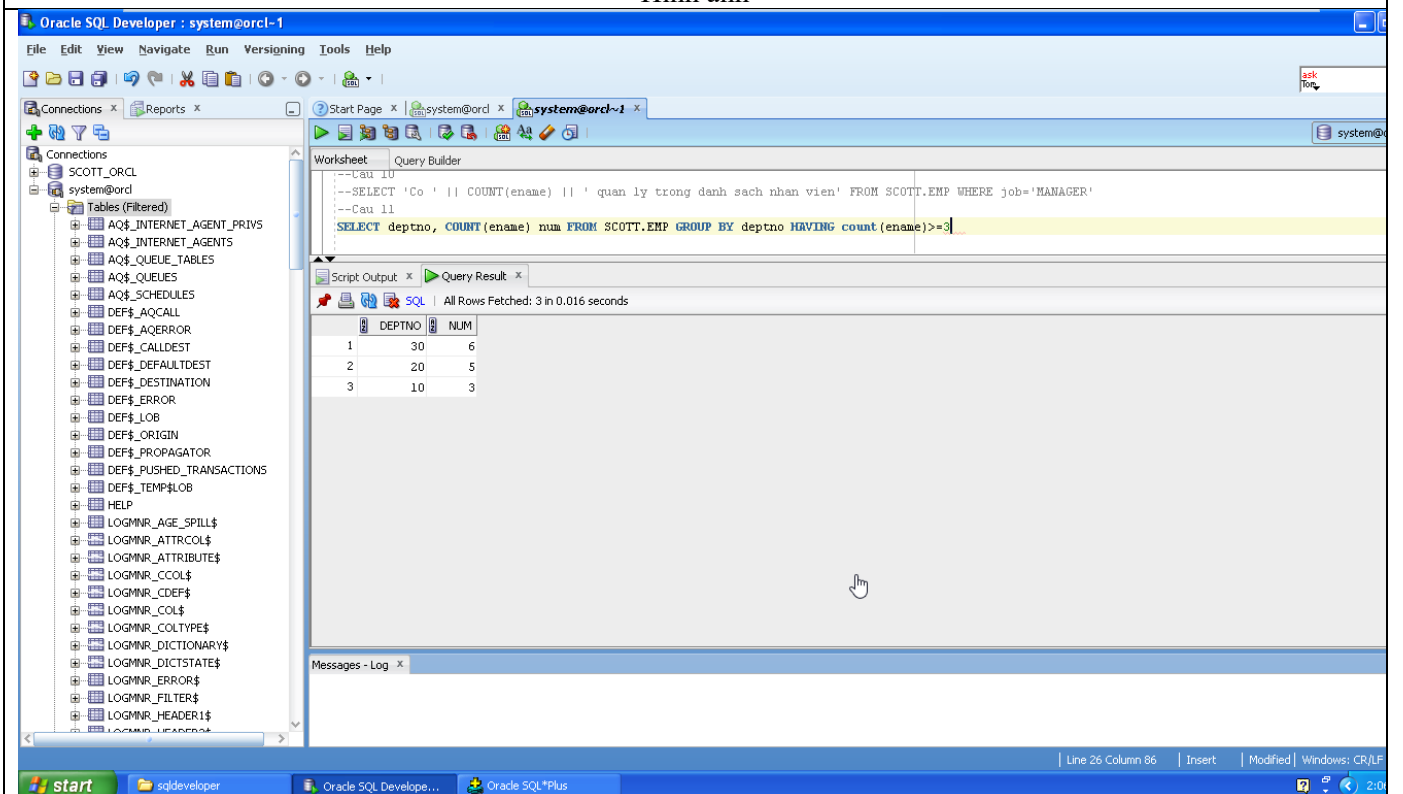 Hình ảnh
Oracle SQL Developer : system@orcl~1
File Edit View Navigate Run Versioning Tools Help
ask
Tom
Connections x Reports x
Start Page x system@orcl x system@orcl~1 x
Worksheet Query Builder
--Cau 10
--SELECT 'Co ' || COUNT(ename) || ' quan ly trong danh sach nhan vien' FROM SCOTT.EMP WHERE job='MANAGER'
--Cau 11
SELECT deptno, COUNT(ename) num FROM SCOTT.EMP GROUP BY deptno HAVING count(ename)>=3
Script Output x Query Result x
SQL | All Rows Fetched: 3 in 0.016 seconds
DEPTNO NUM
1 30 6
2 20 5
3 10 3
Connections
SCOTT_ORCL
system@orcl
Tables (Filtered)
AQ$_INTERNET_AGENT_PRIVS
AQ$_INTERNET_AGENTS
AQ$_QUEUE_TABLES
AQ$_QUEUES
AQ$_SCHEDULES
DEF$_AQCALL
DEF$_AQERROR
DEF$_CALLDEST
DEF$_DEFAULTDEST
DEF$_DESTINATION
DEF$_ERROR
DEF$_LOB
DEF$_ORIGIN
DEF$_PROPAGATOR
DEF$_PUSHED_TRANSACTIONS
DEF$_TEMP$LOB
HELP
LOGMNR_AGE_SPILL$
LOGMNR_ATTRCOL$
LOGMNR_ATTRIBUTE$
LOGMNR_CCOL$
LOGMNR_CDEF$
LOGMNR_COL$
LOGMNR_COLTYPE$
LOGMNR_DICTIONARY$
LOGMNR_DICTSTATE$
LOGMNR_ERROR$
LOGMNR_FILTER$
LOGMNR_HEADER1$
Messages - Log x
Line 26 Column 86 | Insert | Modified | Windows: CR/LF
start sqldeveloper Oracle SQL Develope... Oracle SQL*Plus